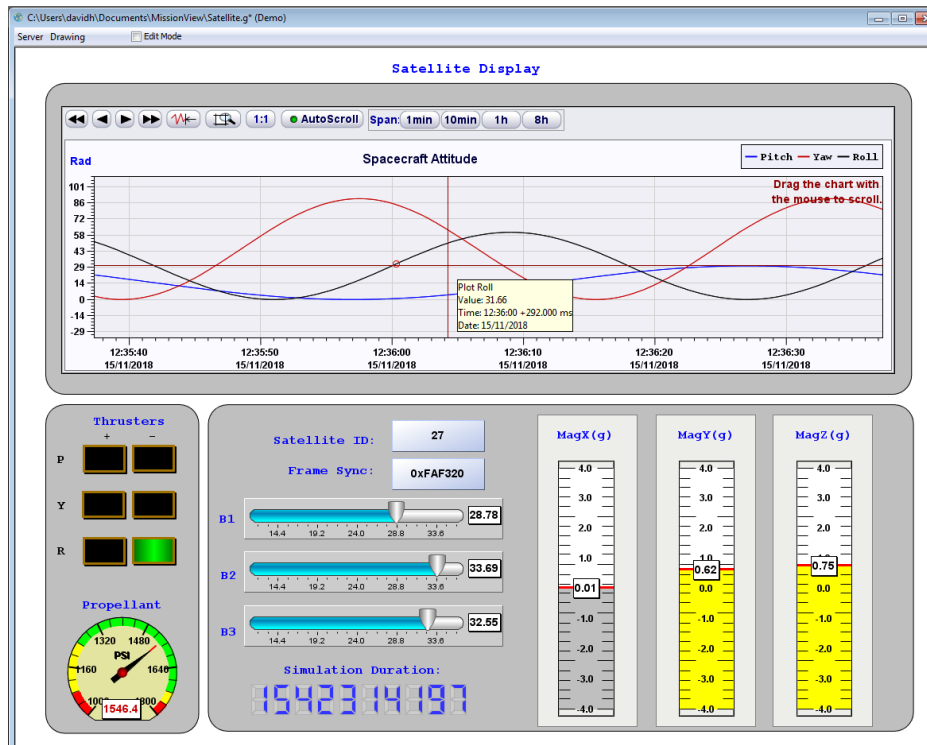 C:\Users\davidh\Documents\MissionView\Satellite.g* (Demo)
Server Drawing Edit Mode
Satellite Display
1:1 AutoScroll Span: 1min 10min 1h 8h
Rad Spacecraft Attitude Pitch Yaw Roll
Drag the chart with
the mouse to scroll.
101
86
72
58
43
29
14
0
-14
-29
Plot Roll
Value: 31.66
Time: 12:36:00 +292.000 ms
Date: 15/11/2018
12:35:40 12:35:50 12:36:00 12:36:10 12:36:20 12:36:30
15/11/2018 15/11/2018 15/11/2018 15/11/2018 15/11/2018 15/11/2018
Thrusters
+ -
P
Y
R
Propellant
PSI
1000 1160 1320 1480 1640 1800
1546.4
Satellite ID: 27
Frame Sync: 0xFAF320
B1 28.78
14.4 19.2 24.0 28.8 33.6
B2 33.69
14.4 19.2 24.0 28.8 33.6
B3 32.55
14.4 19.2 24.0 28.8 33.6
Simulation Duration:
1542314197
MagX(g)
4.0
3.0
2.0
1.0
0.01
-1.0
-2.0
-3.0
-4.0
MagY(g)
4.0
3.0
2.0
1.0
0.62
0.0
-1.0
-2.0
-3.0
-4.0
MagZ(g)
4.0
3.0
2.0
0.75
0.0
-1.0
-2.0
-3.0
-4.0